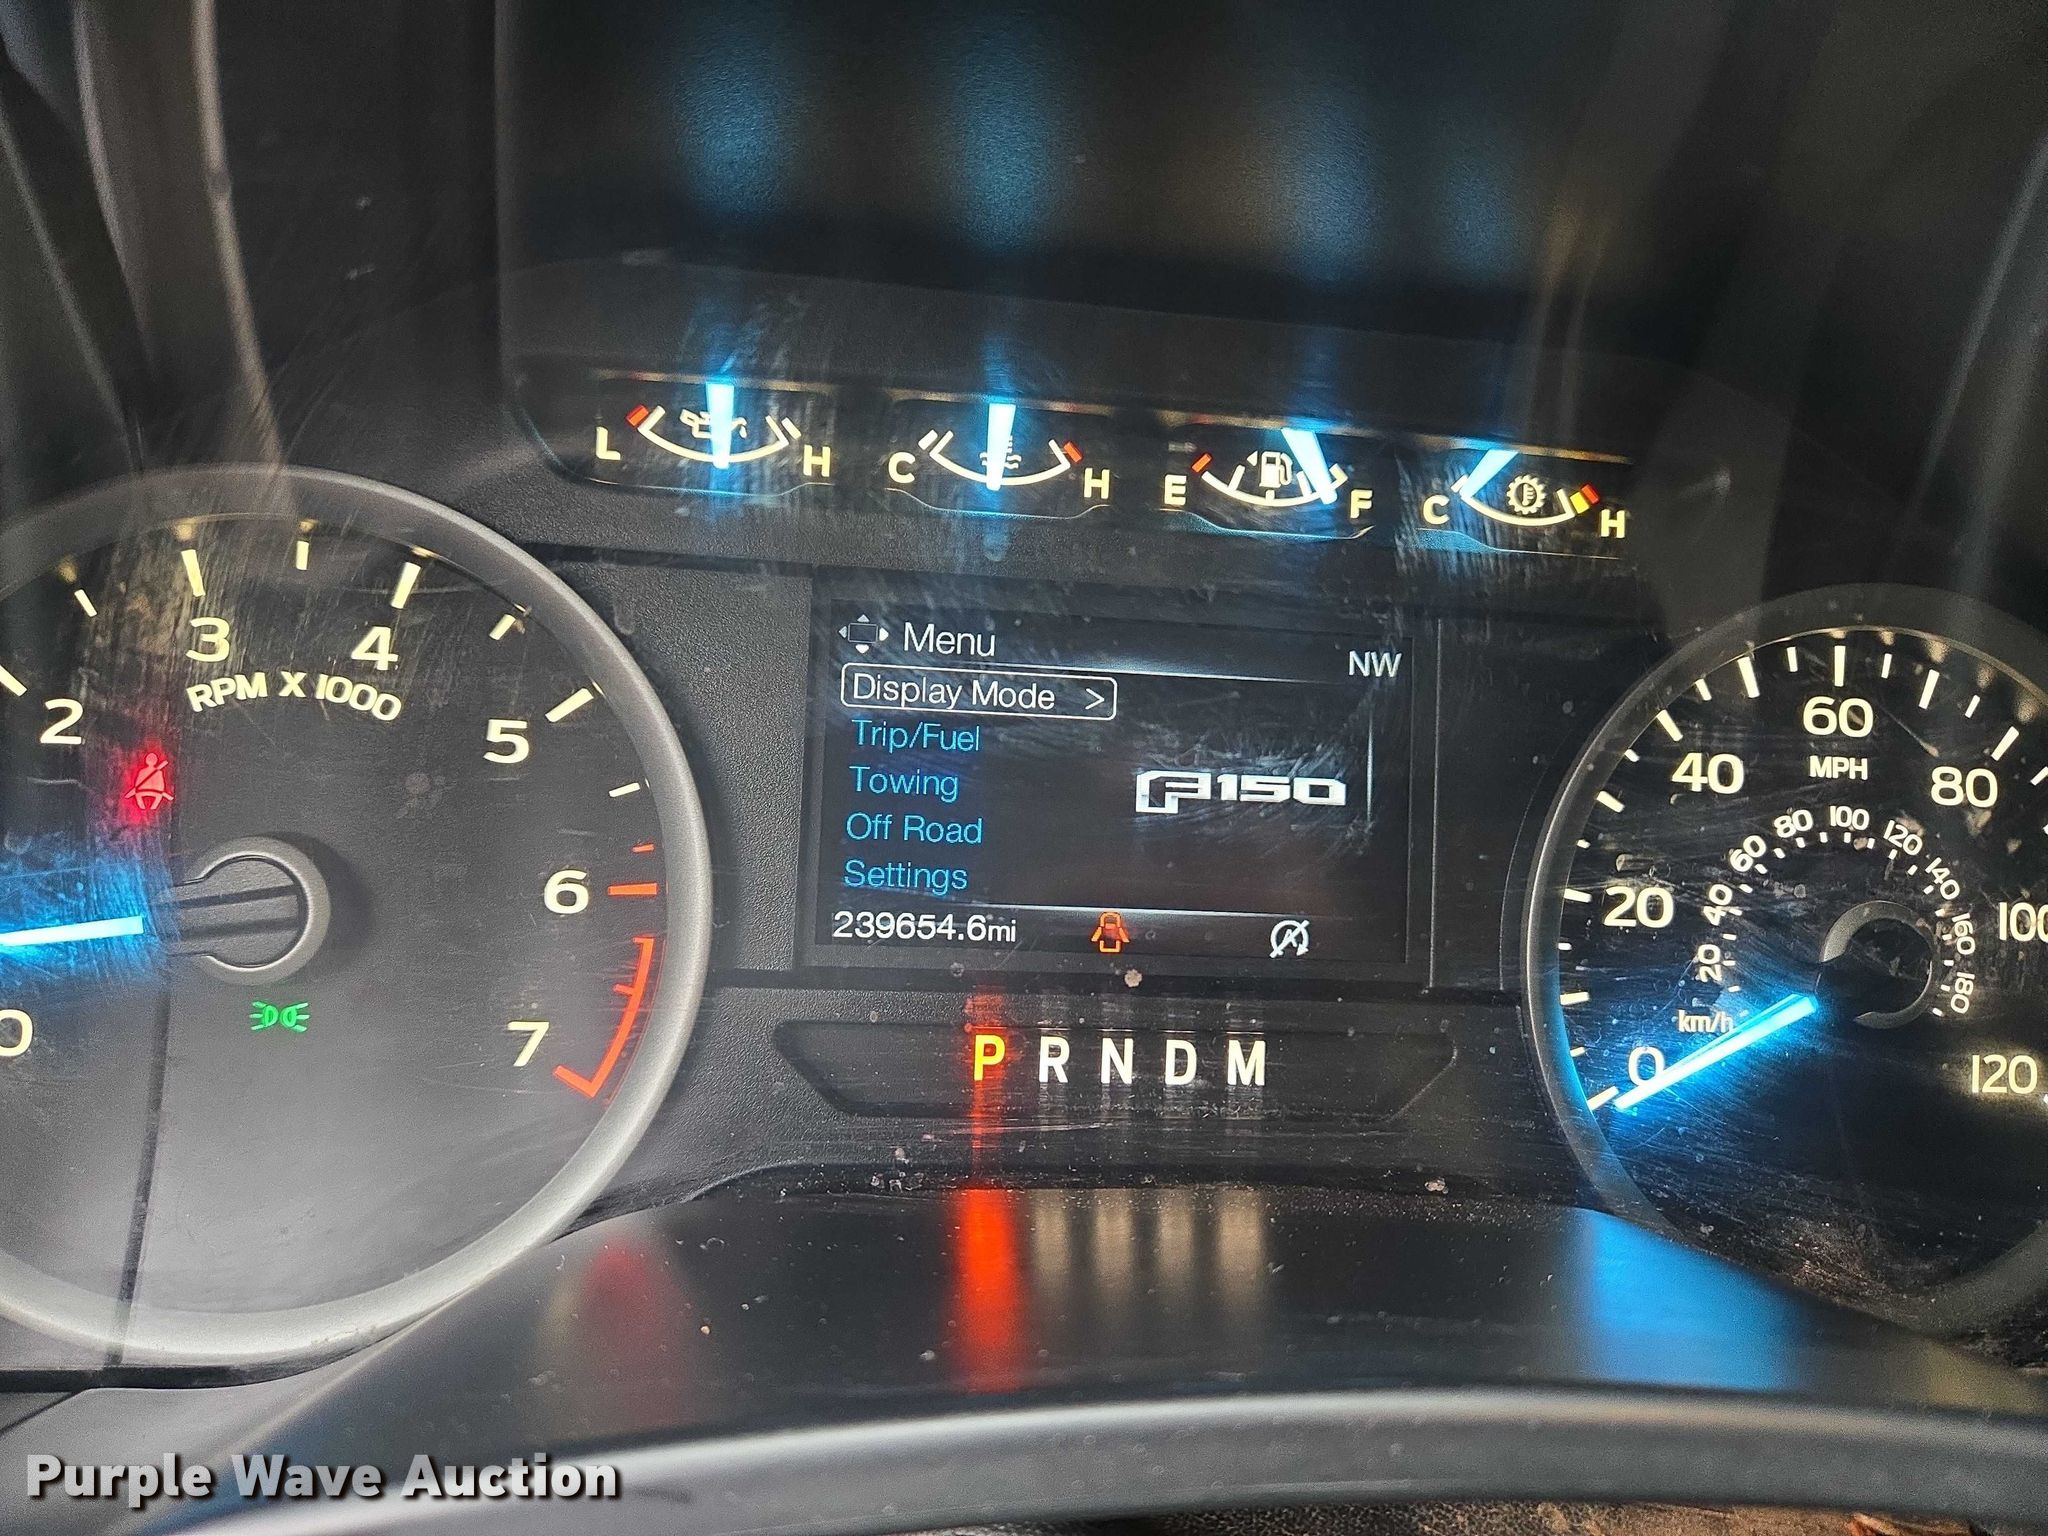 L H
C H
E F
C H
2
3
4
5
6
7
0
RPM X 1000
Menu
NW
Display Mode >
Trip/Fuel
Towing
Off Road
Settings
F150
239654.6mi
P R N D M
0
20
40
60
80
100
120
MPH
20
40
60
80
100
120
140
160
180
km/h
Purple Wave Auction